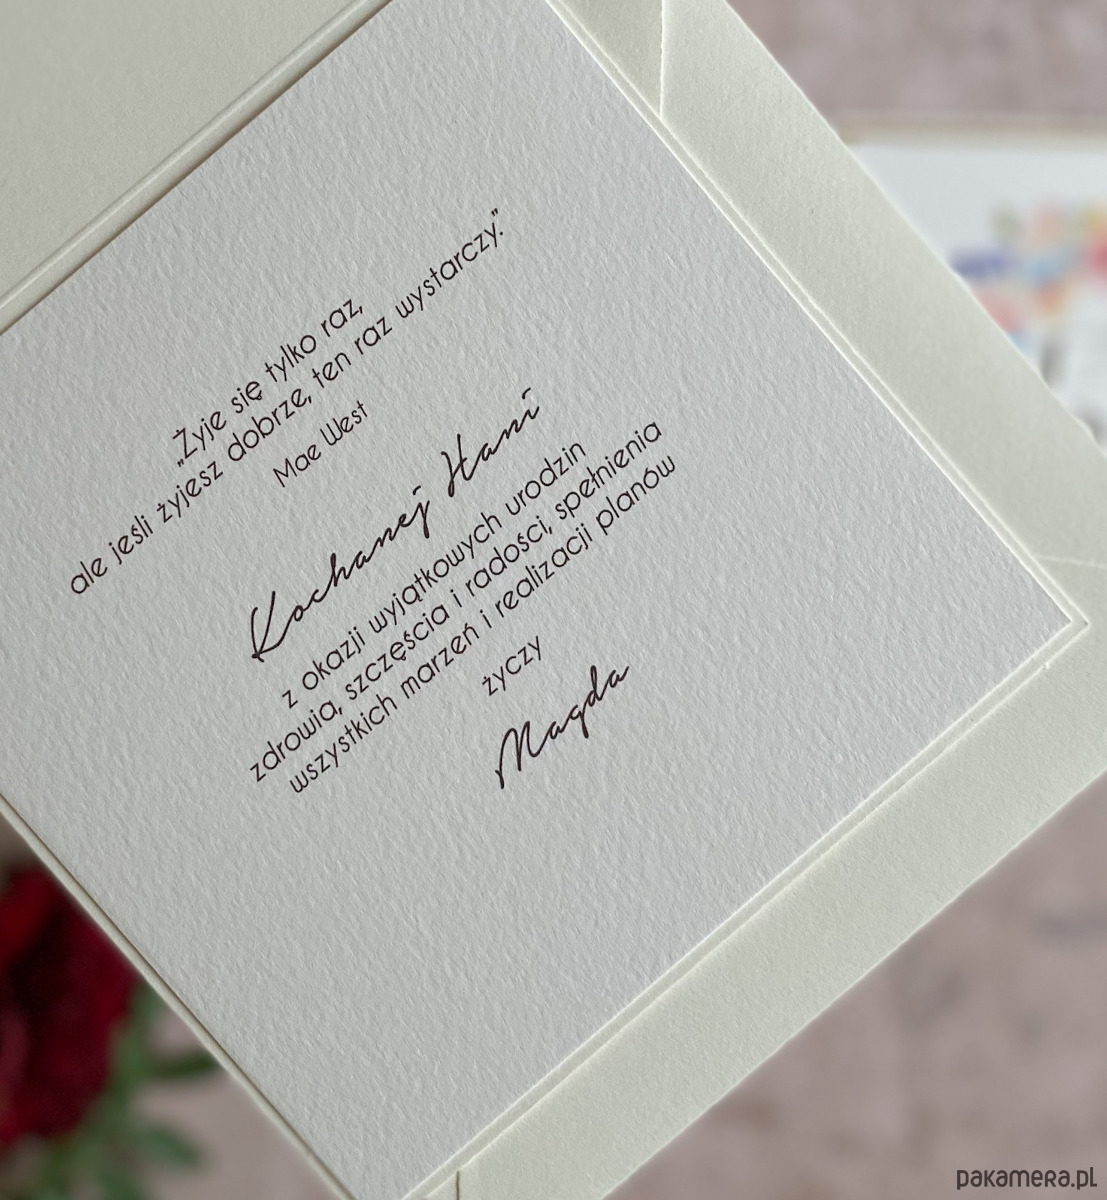 „Żyje się tylko raz,
ale jeśli żyjesz dobrze, ten raz wystarczy."
Mae West
Kochanej Hani
z okazji wyjątkowych urodzin
zdrowia, szczęścia i radości, spełnienia
wszystkich marzeń i realizacji planów
życzy
Magda
pakamera.pl